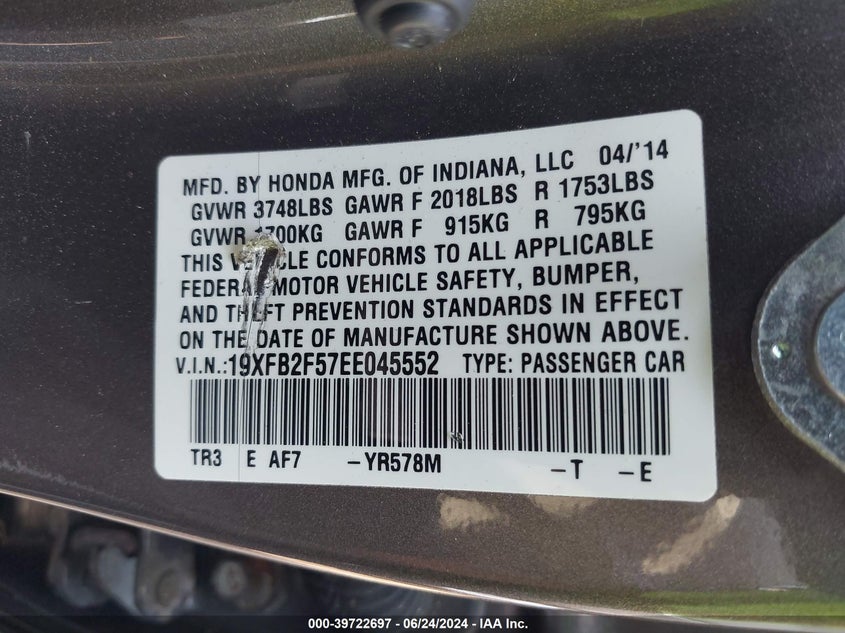 MFD. BY HONDA MFG. OF INDIANA, LLC 04/'14
GVWR 3748LBS GAWR F 2018LBS R 1753LBS
GVWR 1700KG GAWR F 915KG R 795KG
THIS VEHICLE CONFORMS TO ALL APPLICABLE
FEDERAL MOTOR VEHICLE SAFETY, BUMPER,
AND THEFT PREVENTION STANDARDS IN EFFECT
ON THE DATE OF MANUFACTURE SHOWN ABOVE.
V.I.N.:19XFB2F57EE045552 TYPE: PASSENGER CAR
TR3 E AF7 -YR578M -T -E
000-39722697 - 06/24/2024 - IAA Inc.